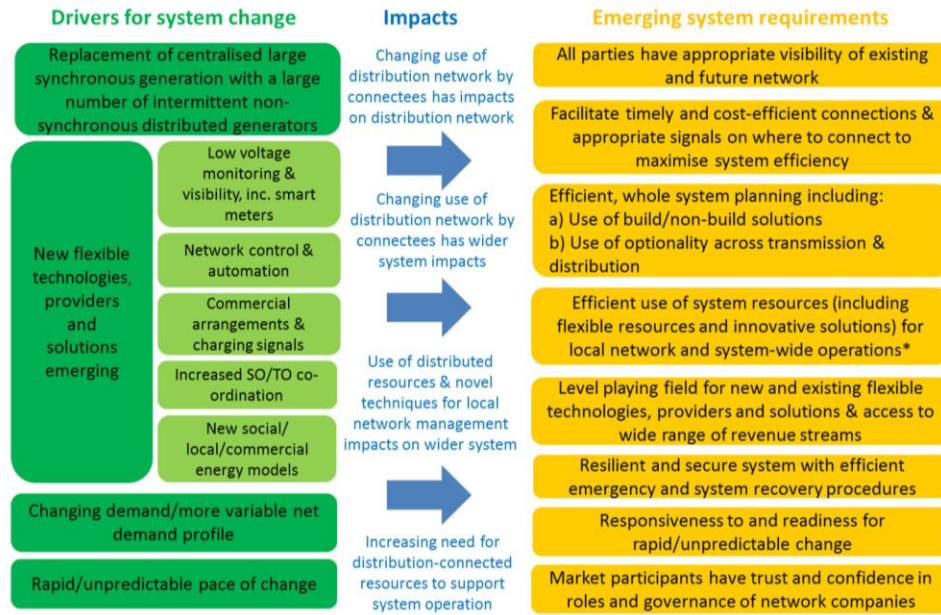 Drivers for system change
Replacement of centralised large
synchronous generation with a large
number of intermittent non-
synchronous distributed generators
New flexible
technologies,
providers
and
solutions
emerging
Low voltage
monitoring &
visibility, inc. smart
meters
Network control &
automation
Commercial
arrangements &
charging signals
Increased SO/TO co-
ordination
New social/
local/commercial
energy models
Changing demand/more variable net
demand profile
Rapid/unpredictable pace of change
Impacts
Changing use of
distribution network by
connectees has impacts
on distribution network
Changing use of
distribution network by
connectees has wider
system impacts
Use of distributed
resources & novel
techniques for local
network management
impacts on wider system
Increasing need for
distribution-connected
resources to support
system operation
Emerging system requirements
All parties have appropriate visibility of existing
and future network
Facilitate timely and cost-efficient connections &
appropriate signals on where to connect to
maximise system efficiency
Efficient, whole system planning including:
a) Use of build/non-build solutions
b) Use of optionality across transmission &
distribution
Efficient use of system resources (including
flexible resources and innovative solutions) for
local network and system-wide operations*
Level playing field for new and existing flexible
technologies, providers and solutions & access to
wide range of revenue streams
Resilient and secure system with efficient
emergency and system recovery procedures
Responsiveness to and readiness for
rapid/unpredictable change
Market participants have trust and confidence in
roles and governance of network companies